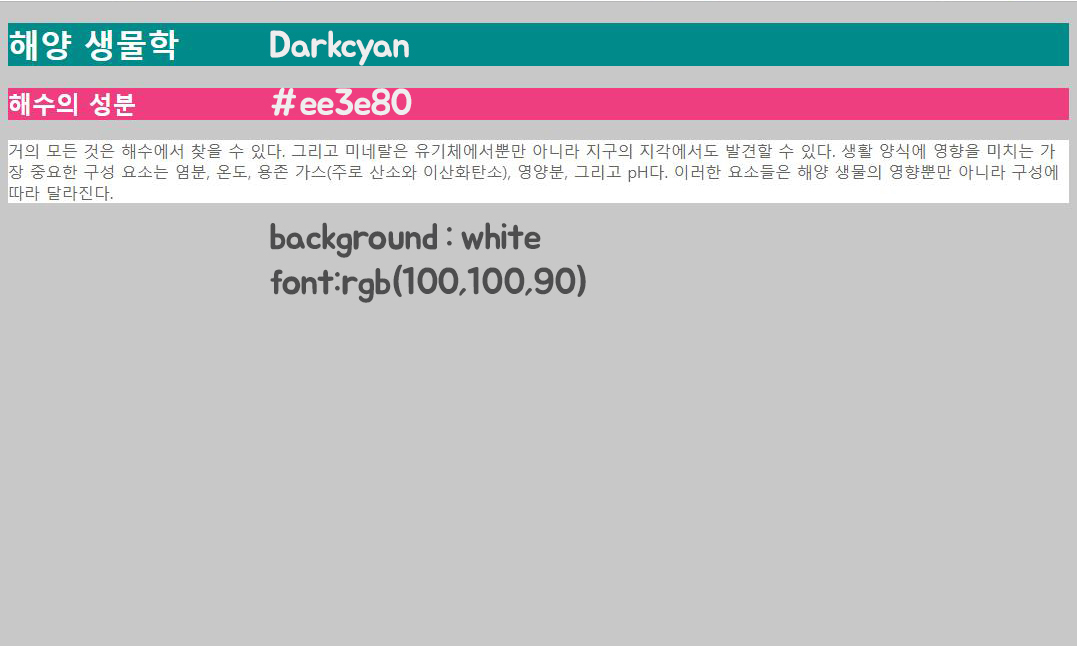 해양 생물학 Darkcyan
해수의 성분 #ee3e80
거의 모든 것은 해수에서 찾을 수 있다. 그리고 미네랄은 유기체에서뿐만 아니라 지구의 지각에서도 발견할 수 있다. 생활 양식에 영향을 미치는 가
장 중요한 구성 요소는 염분, 온도, 용존 가스(주로 산소와 이산화탄소), 영양분, 그리고 pH다. 이러한 요소들은 해양 생물의 영향뿐만 아니라 구성에
따라 달라진다.
background : white
font:rgb(100,100,90)